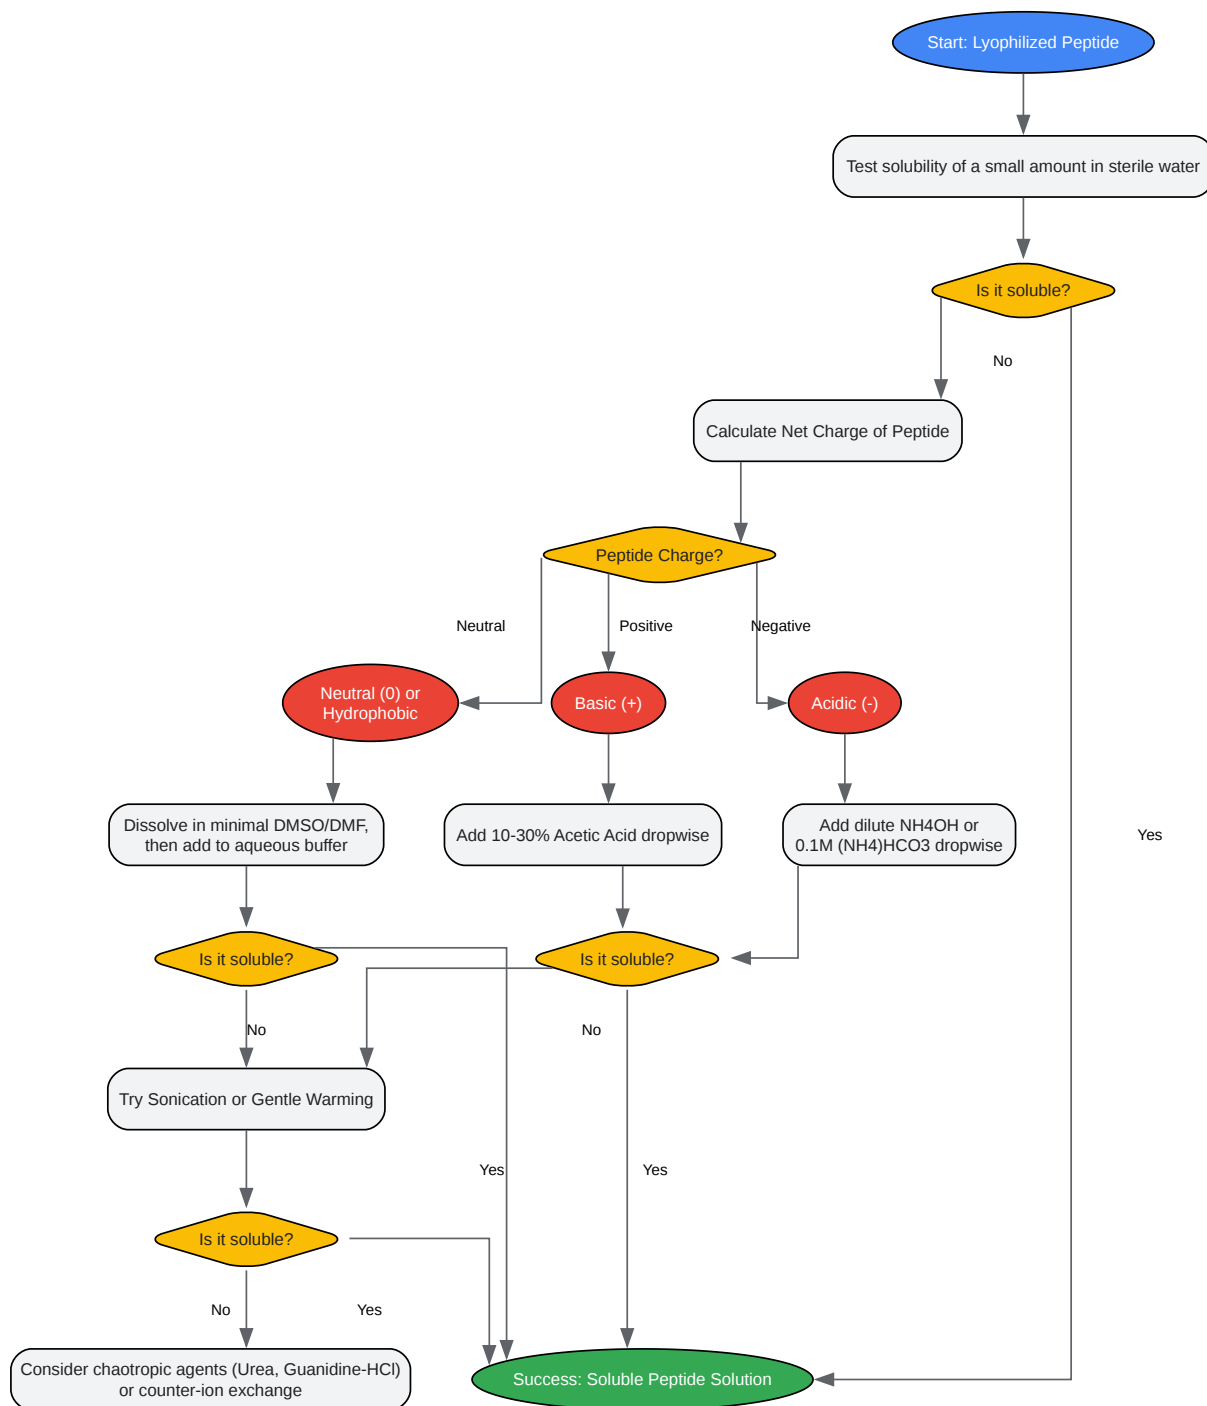 Start: Lyophilized Peptide
Test solubility of a small amount in sterile water
Is it soluble?
No
Calculate Net Charge of Peptide
Peptide Charge?
Neutral
Positive
Negative
Neutral (0) or
Hydrophobic
Basic (+)
Acidic (-)
Dissolve in minimal DMSO/DMF,
then add to aqueous buffer
Add 10-30% Acetic Acid dropwise
Add dilute NH4OH or
0.1M (NH4)HCO3 dropwise
Yes
Is it soluble?
Is it soluble?
No
No
Try Sonication or Gentle Warming
Yes
Yes
Is it soluble?
No
Yes
Consider chaotropic agents (Urea, Guanidine-HCl)
or counter-ion exchange
Success: Soluble Peptide Solution